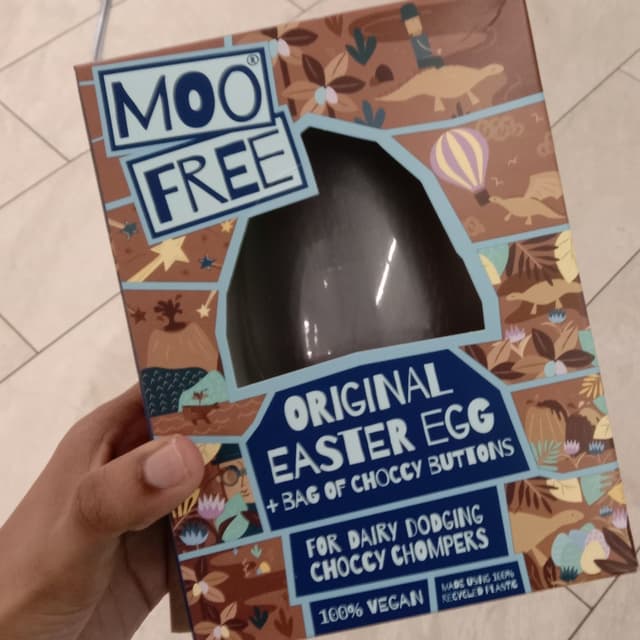 MOO®
FREE
ORIGINAL
EASTER EGG
+ BAG OF CHOCCY BUTTONS
FOR DAIRY DODGING
CHOCCY CHOMPERS
100% VEGAN
MADE USING 100%
RECYCLED PLASTIC